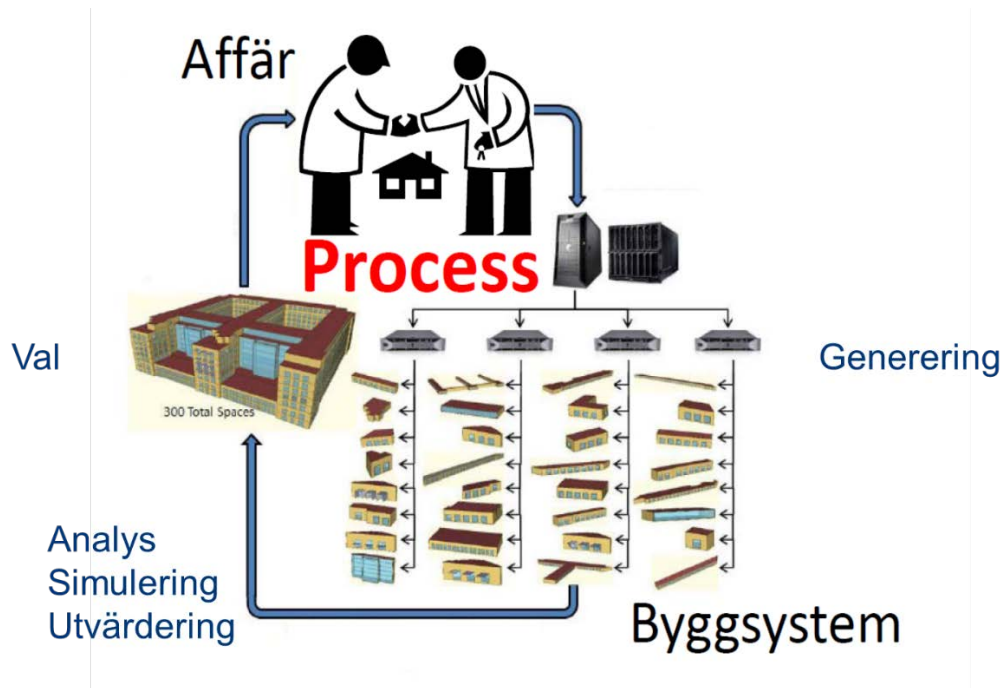 Affär
Process
Val
Generering
300 Total Spaces
Analys
Simulering
Utvärdering
Byggsystem